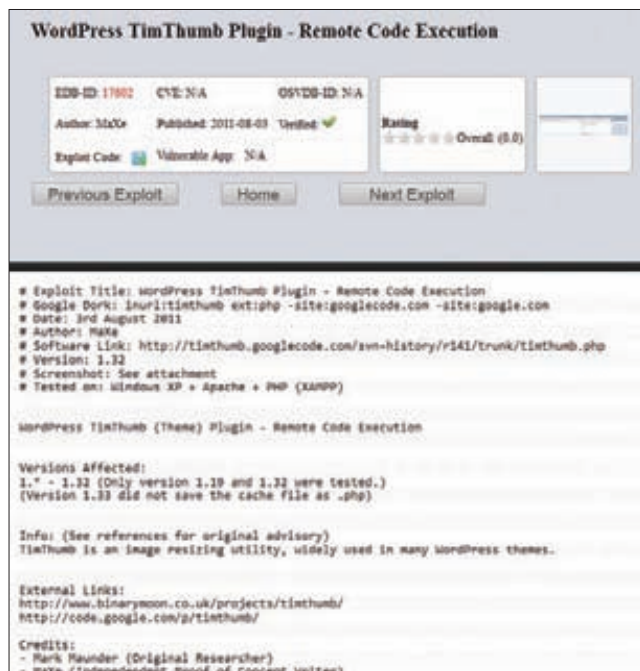 WordPress TimThumb Plugin - Remote Code Execution
EDB-ID: 17602 CVE: N/A OSVDB-ID: N/A
Author: MaXe Published: 2011-08-03 Verified:
Exploit Code: Vulnerable App: N/A
Rating
Overall: (0.0)
Previous Exploit Home Next Exploit
# Exploit Title: WordPress TimThumb Plugin - Remote Code Execution
# Google Dork: inurl:timthumb ext:php -site:googlecode.com -site:google.com
# Date: 3rd August 2011
# Author: MaXe
# Software Link: http://timthumb.googlecode.com/svn-history/r141/trunk/timthumb.php
# Version: 1.32
# Screenshot: See attachment
# Tested on: Windows XP + Apache + PHP (XAMPP)
WordPress TimThumb (Theme) Plugin - Remote Code Execution
Versions Affected:
1.* - 1.32 (Only version 1.19 and 1.32 were tested.)
(Version 1.33 did not save the cache file as .php)
Info: (See references for original advisory)
TimThumb is an image resizing utility, widely used in many WordPress themes.
External Links:
http://www.binarymoon.co.uk/projects/timthumb/
http://code.google.com/p/timthumb/
Credits:
- Mark Maunder (Original Researcher)
- MaXe (Independent Proof of Concept Writer)